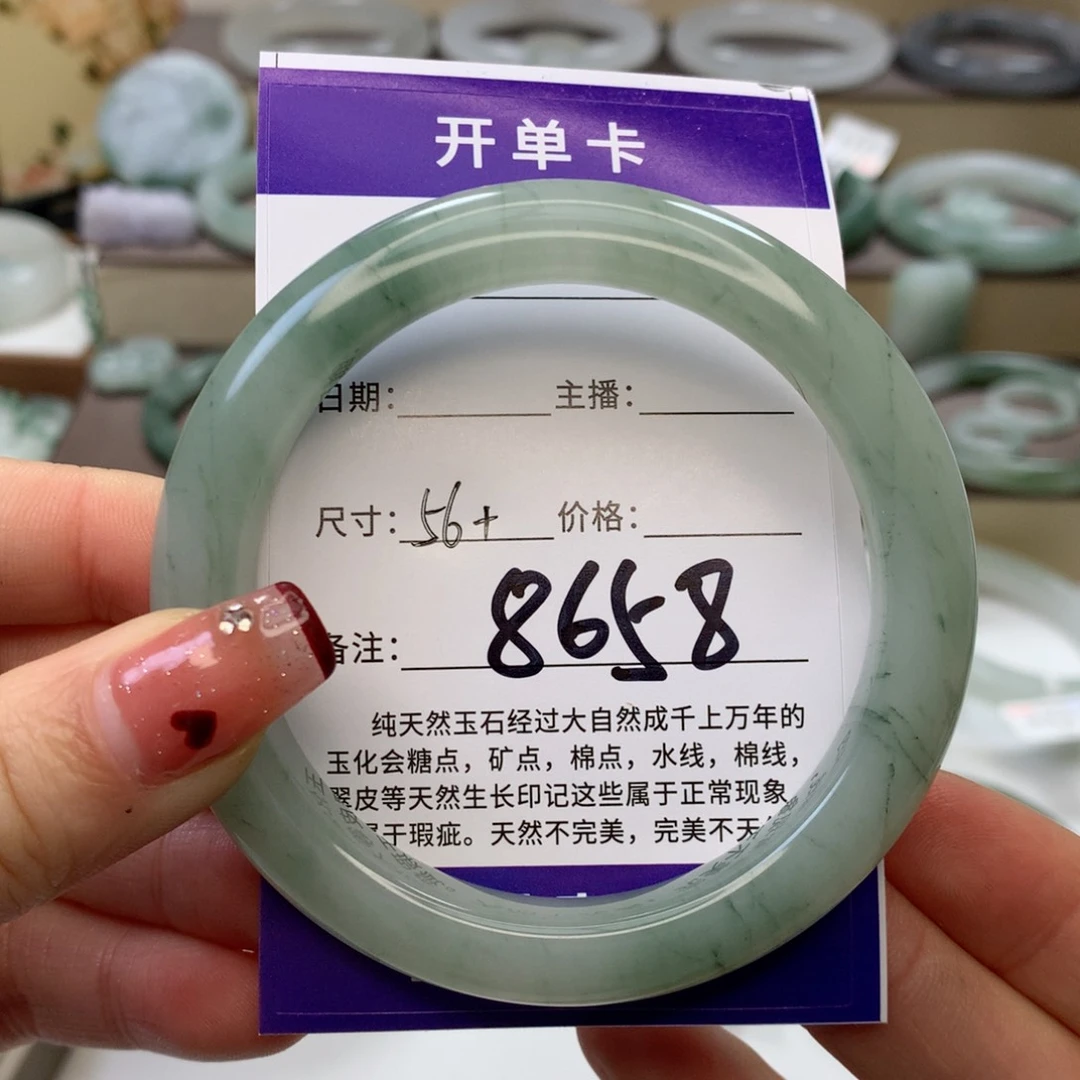 开单卡
日期: 主播:
尺寸: 56+ 价格:
备注: 8658
纯天然玉石经过大自然成千上万年的
玉化会糖点，矿点，棉点，水线，棉线，
翠皮等天然生长印记这些属于正常现象
于瑕疵。天然不完美，完美不天